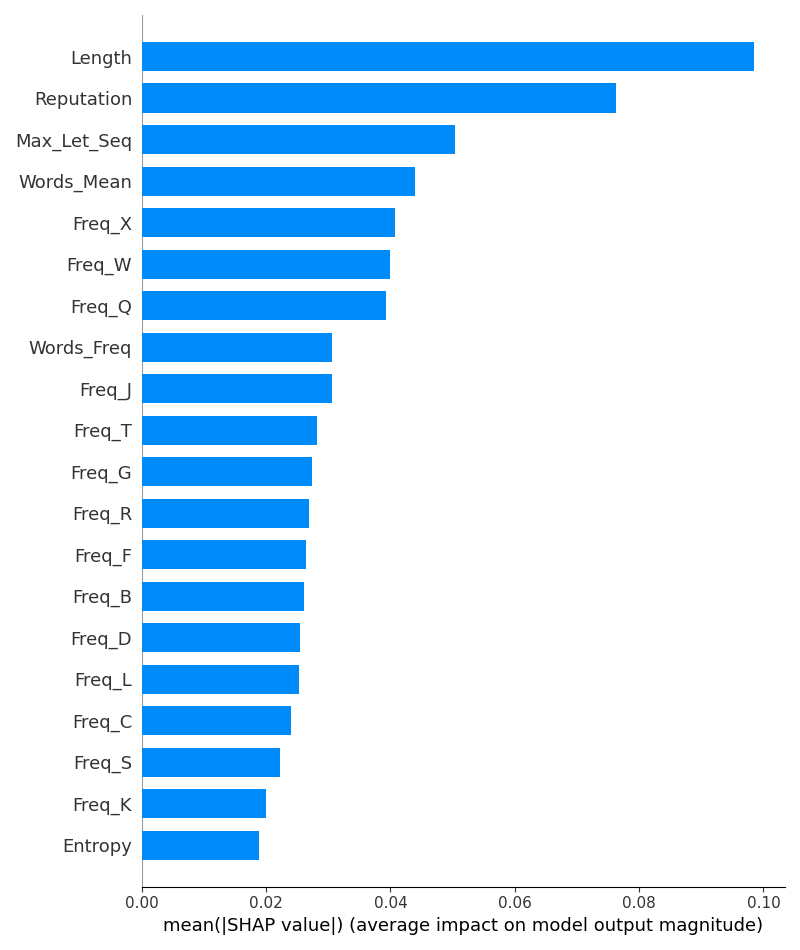 Length
Reputation
Max_Let_Seq
Words_Mean
Freq_X
Freq_W
Freq_Q
Words_Freq
Freq_J
Freq_T
Freq_G
Freq_R
Freq_F
Freq_B
Freq_D
Freq_L
Freq_C
Freq_S
Freq_K
Entropy
0.00 0.02 0.04 0.06 0.08 0.10
mean(|SHAP value|) (average impact on model output magnitude)